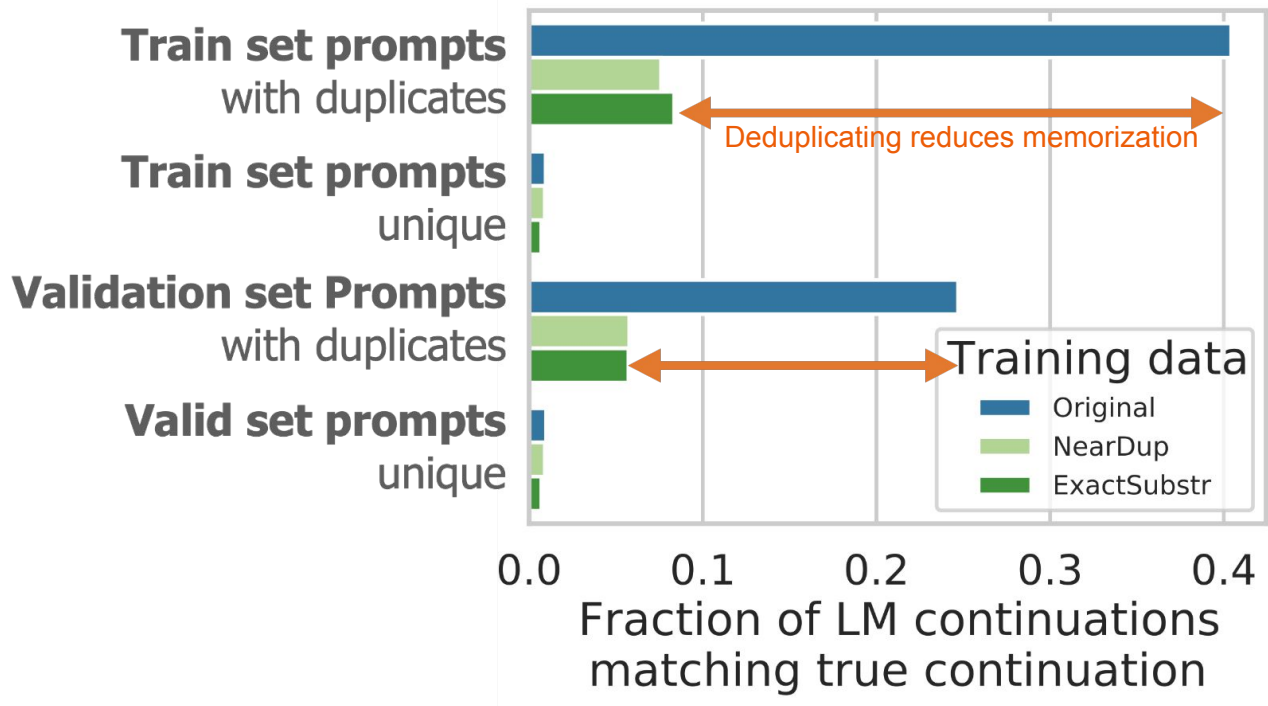 Train set prompts
with duplicates
Deduplicating reduces memorization
Train set prompts
unique
Validation set Prompts
with duplicates
Training data
Original
NearDup
ExactSubstr
Valid set prompts
unique
0.0 0.1 0.2 0.3 0.4
Fraction of LM continuations
matching true continuation